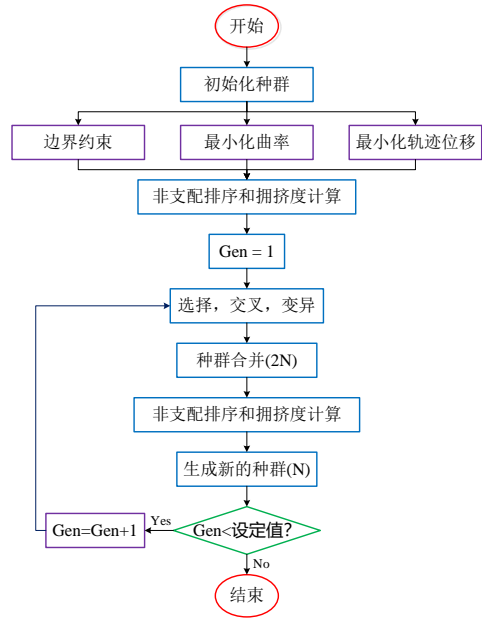 开始
初始化种群
边界约束
最小化曲率
最小化轨迹位移
非支配排序和拥挤度计算
Gen = 1
选择，交叉，变异
种群合并(2N)
非支配排序和拥挤度计算
生成新的种群(N)
Gen<设定值?
Yes
Gen=Gen+1
No
结束